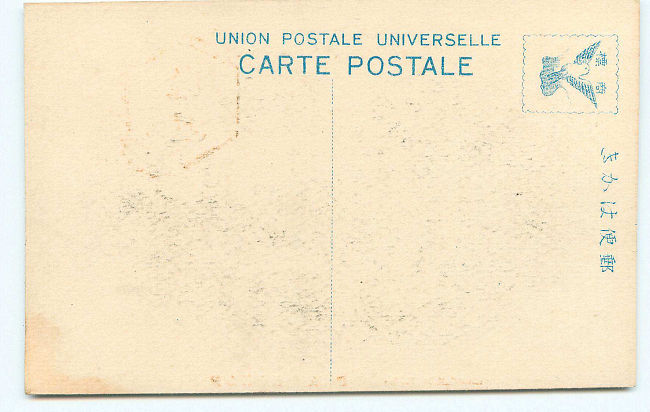 UNION POSTALE UNIVERSELLE
CARTE POSTALE
郵便はかき